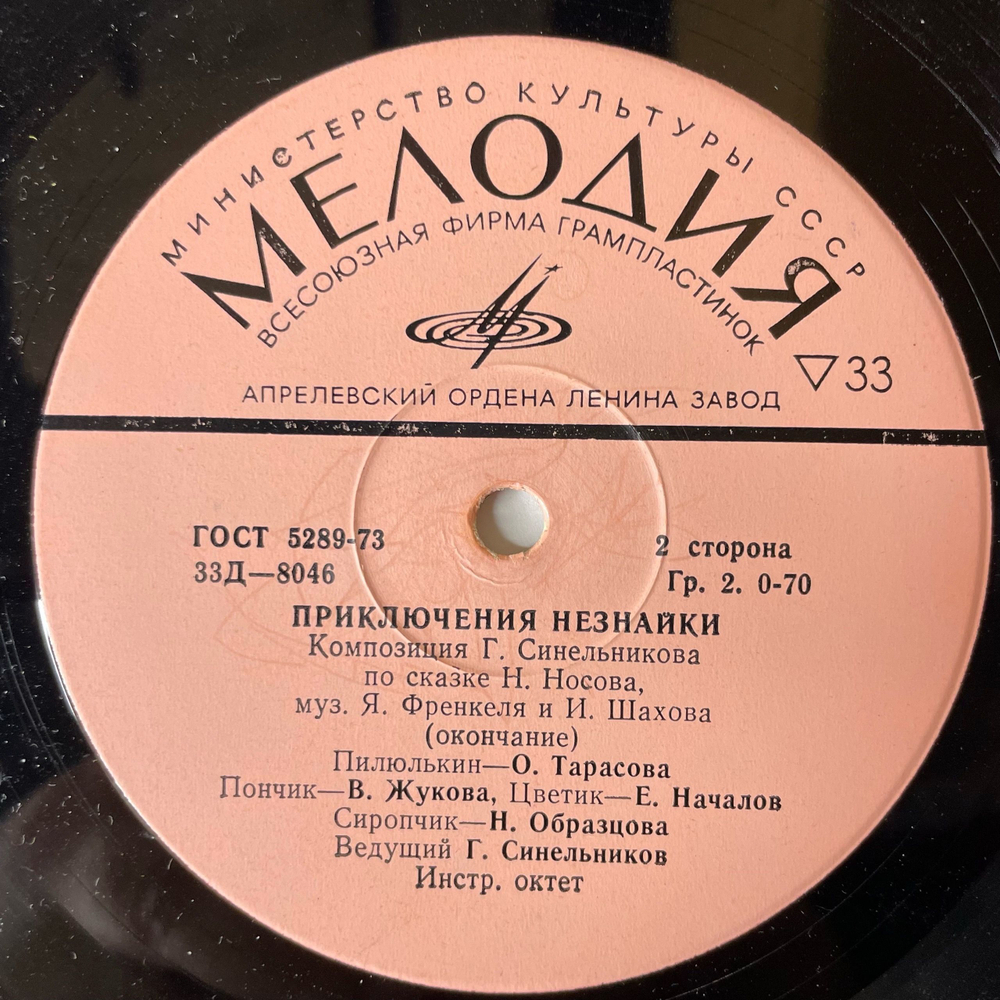 МИНИСТЕРСТВО КУЛЬТУРЫ СССР
МЕЛОДИЯ
ВСЕСОЮЗНАЯ ФИРМА ГРАМПЛАСТИНОК
▽33
АПРЕЛЕВСКИЙ ОРДЕНА ЛЕНИНА ЗАВОД
ГОСТ 5289-73
2 сторона
33Д—8046
Гр. 2. 0-70
ПРИКЛЮЧЕНИЯ НЕЗНАЙКИ
Композиция Г. Синельникова
по сказке Н. Носова,
муз. Я. Френкеля и И. Шахова
(окончание)
Пилюлькин—О. Тарасова
Пончик—В. Жукова, Цветик—Е. Началов
Сиропчик—Н. Образцова
Ведущий Г. Синельников
Инстр. октет